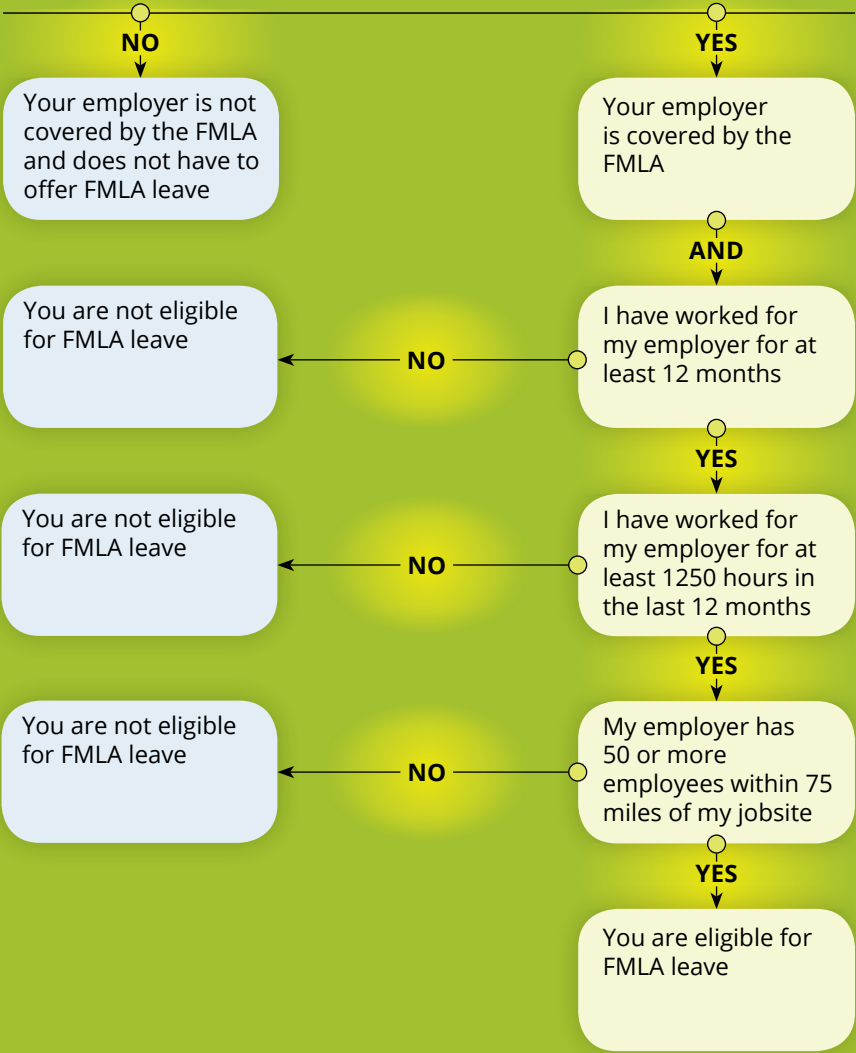 NO
YES
Your employer is not
covered by the FMLA
and does not have to
offer FMLA leave
Your employer
is covered by the
FMLA
AND
You are not eligible
for FMLA leave
NO
I have worked for
my employer for at
least 12 months
YES
You are not eligible
for FMLA leave
NO
I have worked for
my employer for at
least 1250 hours in
the last 12 months
YES
You are not eligible
for FMLA leave
NO
My employer has
50 or more
employees within 75
miles of my jobsite
YES
You are eligible for
FMLA leave